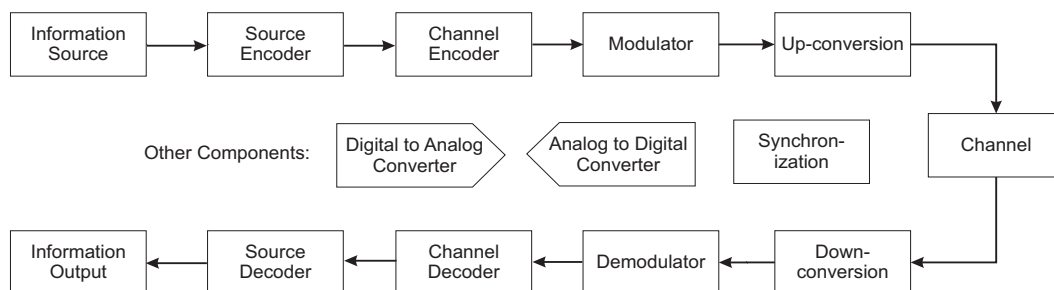 Information
Source
Source
Encoder
Channel
Encoder
Modulator
Up-conversion
Other Components:
Digital to Analog
Converter
Analog to Digital
Converter
Synchron-
ization
Channel
Information
Output
Source
Decoder
Channel
Decoder
Demodulator
Down-
conversion